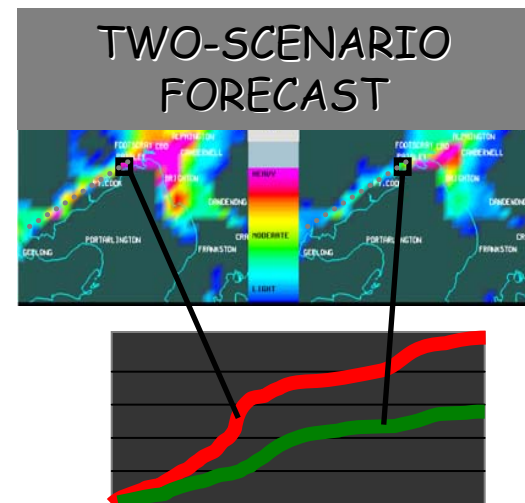 TWO-SCENARIO
FORECAST
ALPHINGTON
FOOTSCRAY CBD
CAMBERWELL
PT.COOK
BRIGHTON
DANDENONG
PORTARLINGTON
GEELONG
FRANKSTON
HEAVY
MODERATE
LIGHT
ALPHINGTON
FOOTSCRAY CBD
CAMBERWELL
PT.COOK
BRIGHTON
DANDENONG
PORTARLINGTON
GEELONG
FRANKSTON